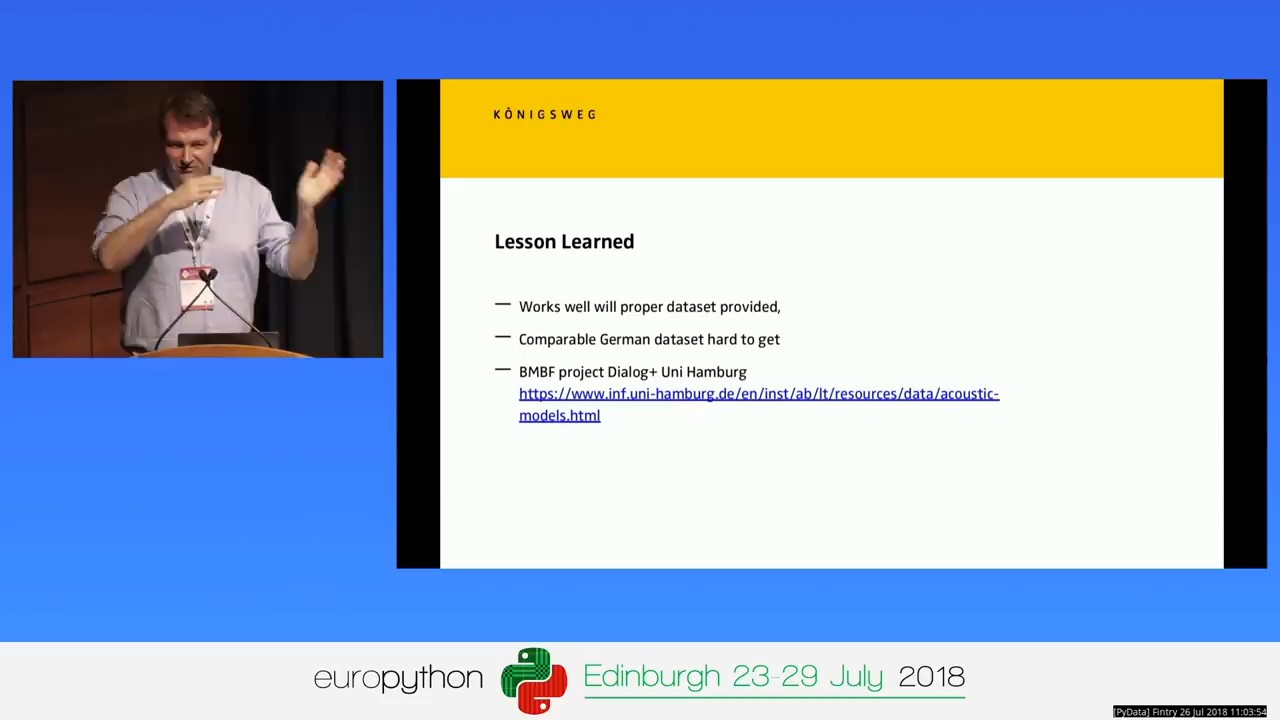 KÖNIGSWEG
Lesson Learned
— Works well will proper dataset provided,
— Comparable German dataset hard to get
— BMBF project Dialog+ Uni Hamburg
https://www.inf.uni-hamburg.de/en/inst/ab/lt/resources/data/acoustic-
models.html
europython
Edinburgh 23-29 July 2018
[PyData] Fintry 26 Jul 2018 11:03:54